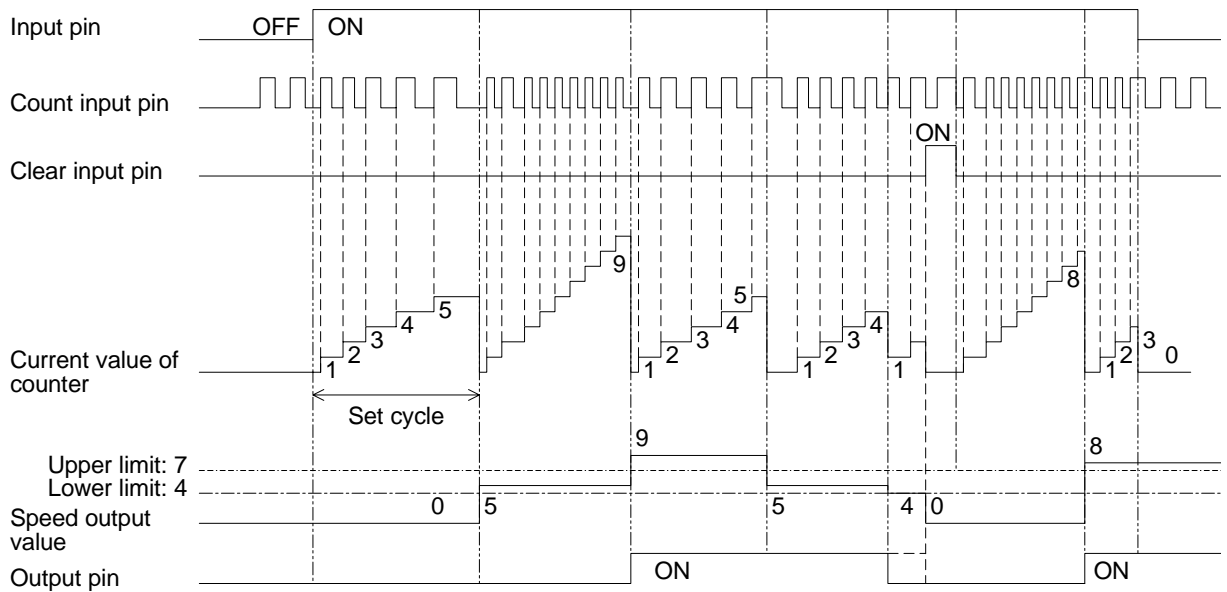 Input pin
OFF
ON
Count input pin
ON
Clear input pin
9
8
5
5
4
4
4
3
3
3
3
2
2
2
2
1
1
1
1
1
0
Current value of
counter
Set cycle
9
8
Upper limit: 7
Lower limit: 4
0
5
5
4
0
Speed output
value
Output pin
ON
ON